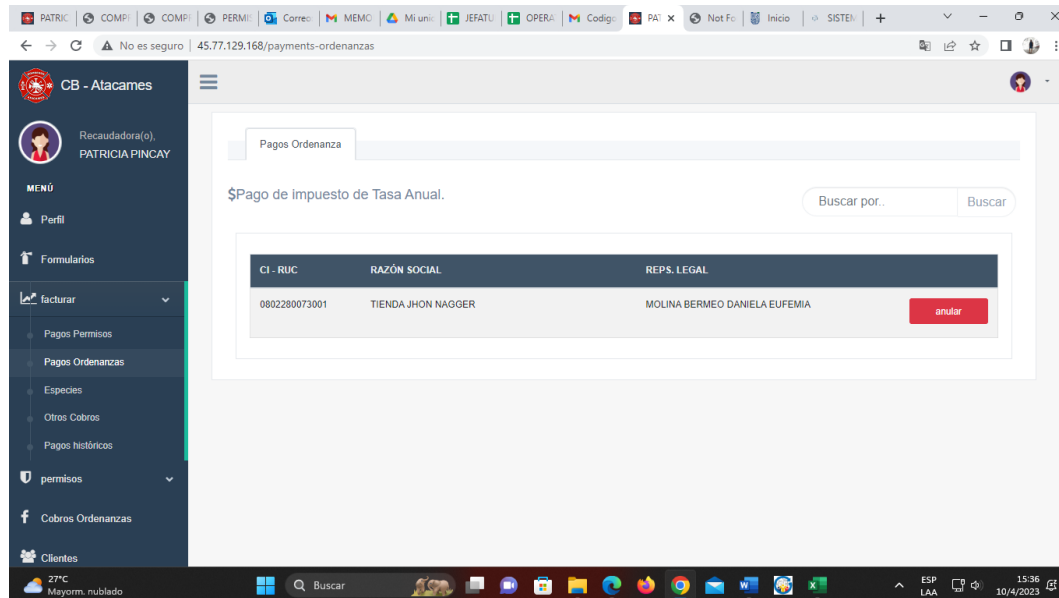 PATRIC
COMPI
COMPI
PERMIS
Correo
MEMO
Mi unic
JEFATU
OPERA
Codigo
PAT
Not Fo
Inicio
SISTEM
No es seguro
45.77.129.168/payments-ordenanzas
CB - Atacames
Recaudadora(o),
PATRICIA PINCAY
MENÚ
Perfil
Formularios
facturar
Pagos Permisos
Pagos Ordenanzas
Especies
Otros Cobros
Pagos históricos
permisos
Cobros Ordenanzas
Clientes
Pagos Ordenanza
$Pago de impuesto de Tasa Anual.
Buscar por..
Buscar
CI - RUC RAZÓN SOCIAL REPS. LEGAL
0802280073001 TIENDA JHON NAGGER MOLINA BERMEO DANIELA EUFEMIA anular
27°C
Mayorm. nublado
Buscar
ESP
LAA
15:36
10/4/2023